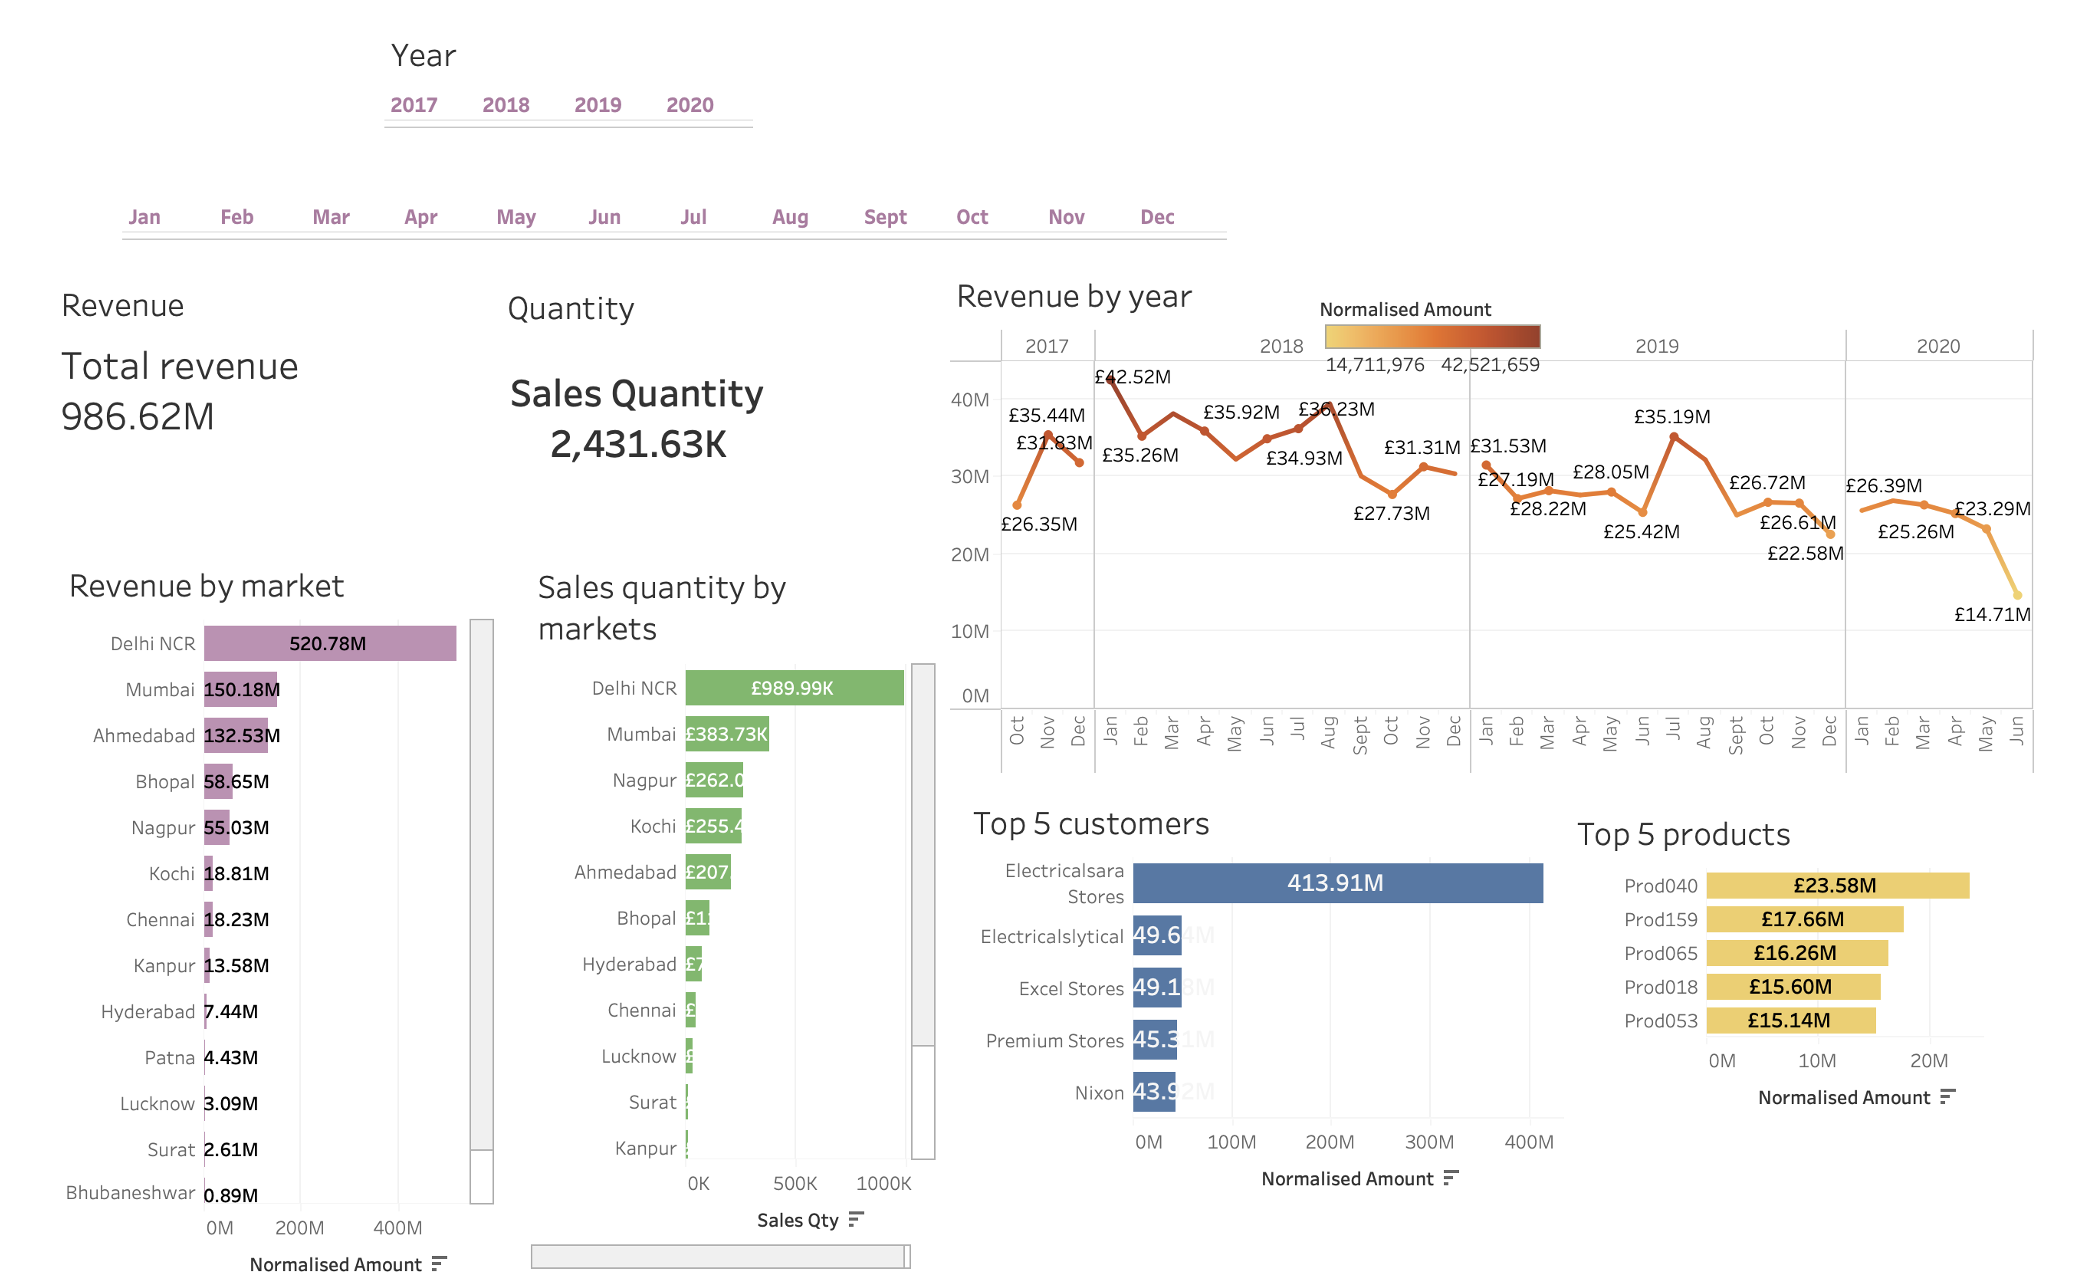 Year
2017 2018 2019 2020
Jan Feb Mar Apr May Jun Jul Aug Sept Oct Nov Dec
Revenue
Total revenue
986.62M
Quantity
Sales Quantity
2,431.63K
Revenue by year
Normalised Amount
14,711,976 42,521,659
2017 2018 2019 2020
40M
30M
20M
10M
0M
£26.35M
£35.44M
£31.83M
£42.52M
£35.26M
£35.92M
£34.93M
£36.23M
£27.73M
£31.31M
£31.53M
£27.19M
£28.22M
£28.05M
£25.42M
£35.19M
£26.72M
£26.61M
£22.58M
£26.39M
£25.26M
£23.29M
£14.71M
Oct Nov Dec Jan Feb Mar Apr May Jun Jul Aug Sept Oct Nov Dec Jan Feb Mar Apr May Jun Jul Aug Sept Oct Nov Dec Jan Feb Mar Apr May Jun
Revenue by market
Delhi NCR 520.78M
Mumbai 150.18M
Ahmedabad 132.53M
Bhopal 58.65M
Nagpur 55.03M
Kochi 18.81M
Chennai 18.23M
Kanpur 13.58M
Hyderabad 7.44M
Patna 4.43M
Lucknow 3.09M
Surat 2.61M
Bhubaneshwar 0.89M
0M 200M 400M
Normalised Amount
Sales quantity by
markets
Delhi NCR £989.99K
Mumbai £383.73K
Nagpur £262.0
Kochi £255.4
Ahmedabad £207
Bhopal
Hyderabad £7
Chennai £
Lucknow
Surat
Kanpur
0K 500K 1000K
Sales Qty
Top 5 customers
Electricalsara
Stores 413.91M
Electricalslytical 49.64M
Excel Stores 49.18M
Premium Stores 45.31M
Nixon 43.92M
0M 100M 200M 300M 400M
Normalised Amount
Top 5 products
Prod040 £23.58M
Prod159 £17.66M
Prod065 £16.26M
Prod018 £15.60M
Prod053 £15.14M
0M 10M 20M
Normalised Amount